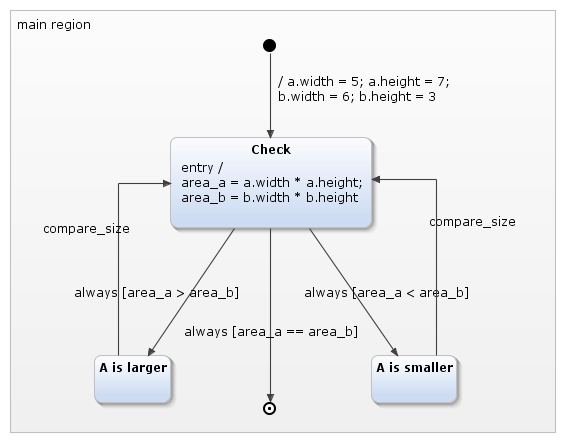 main region
/ a.width = 5; a.height = 7;
b.width = 6; b.height = 3
Check
entry /
area_a = a.width * a.height;
area_b = b.width * b.height
compare_size
compare_size
always [area_a > area_b]
always [area_a < area_b]
always [area_a == area_b]
A is larger
A is smaller